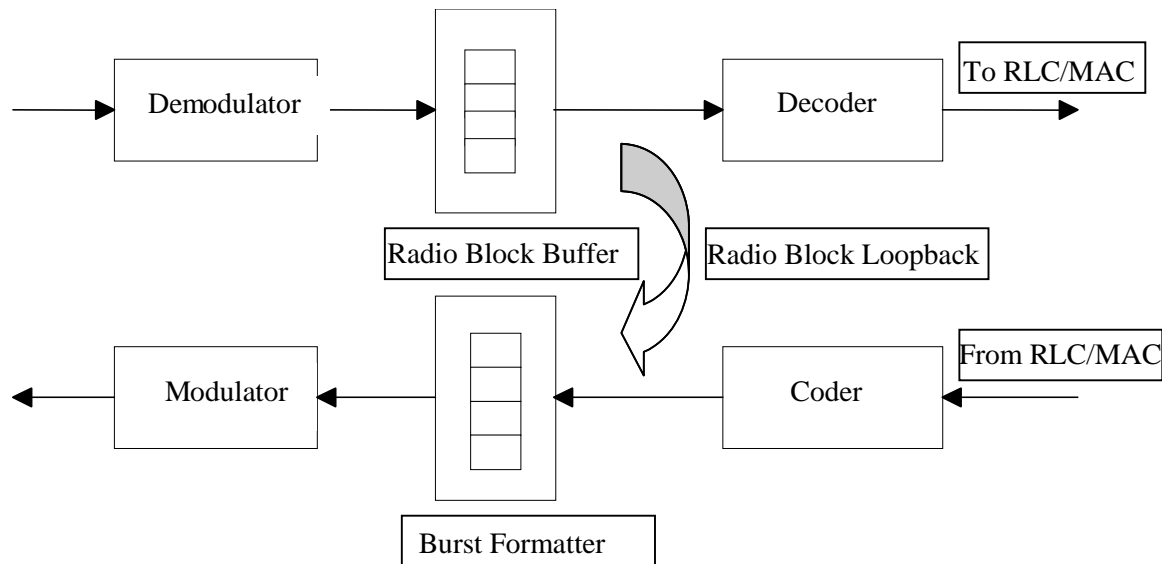 To RLC/MAC
Demodulator
Decoder
Radio Block Buffer
Radio Block Loopback
From RLC/MAC
Modulator
Coder
Burst Formatter